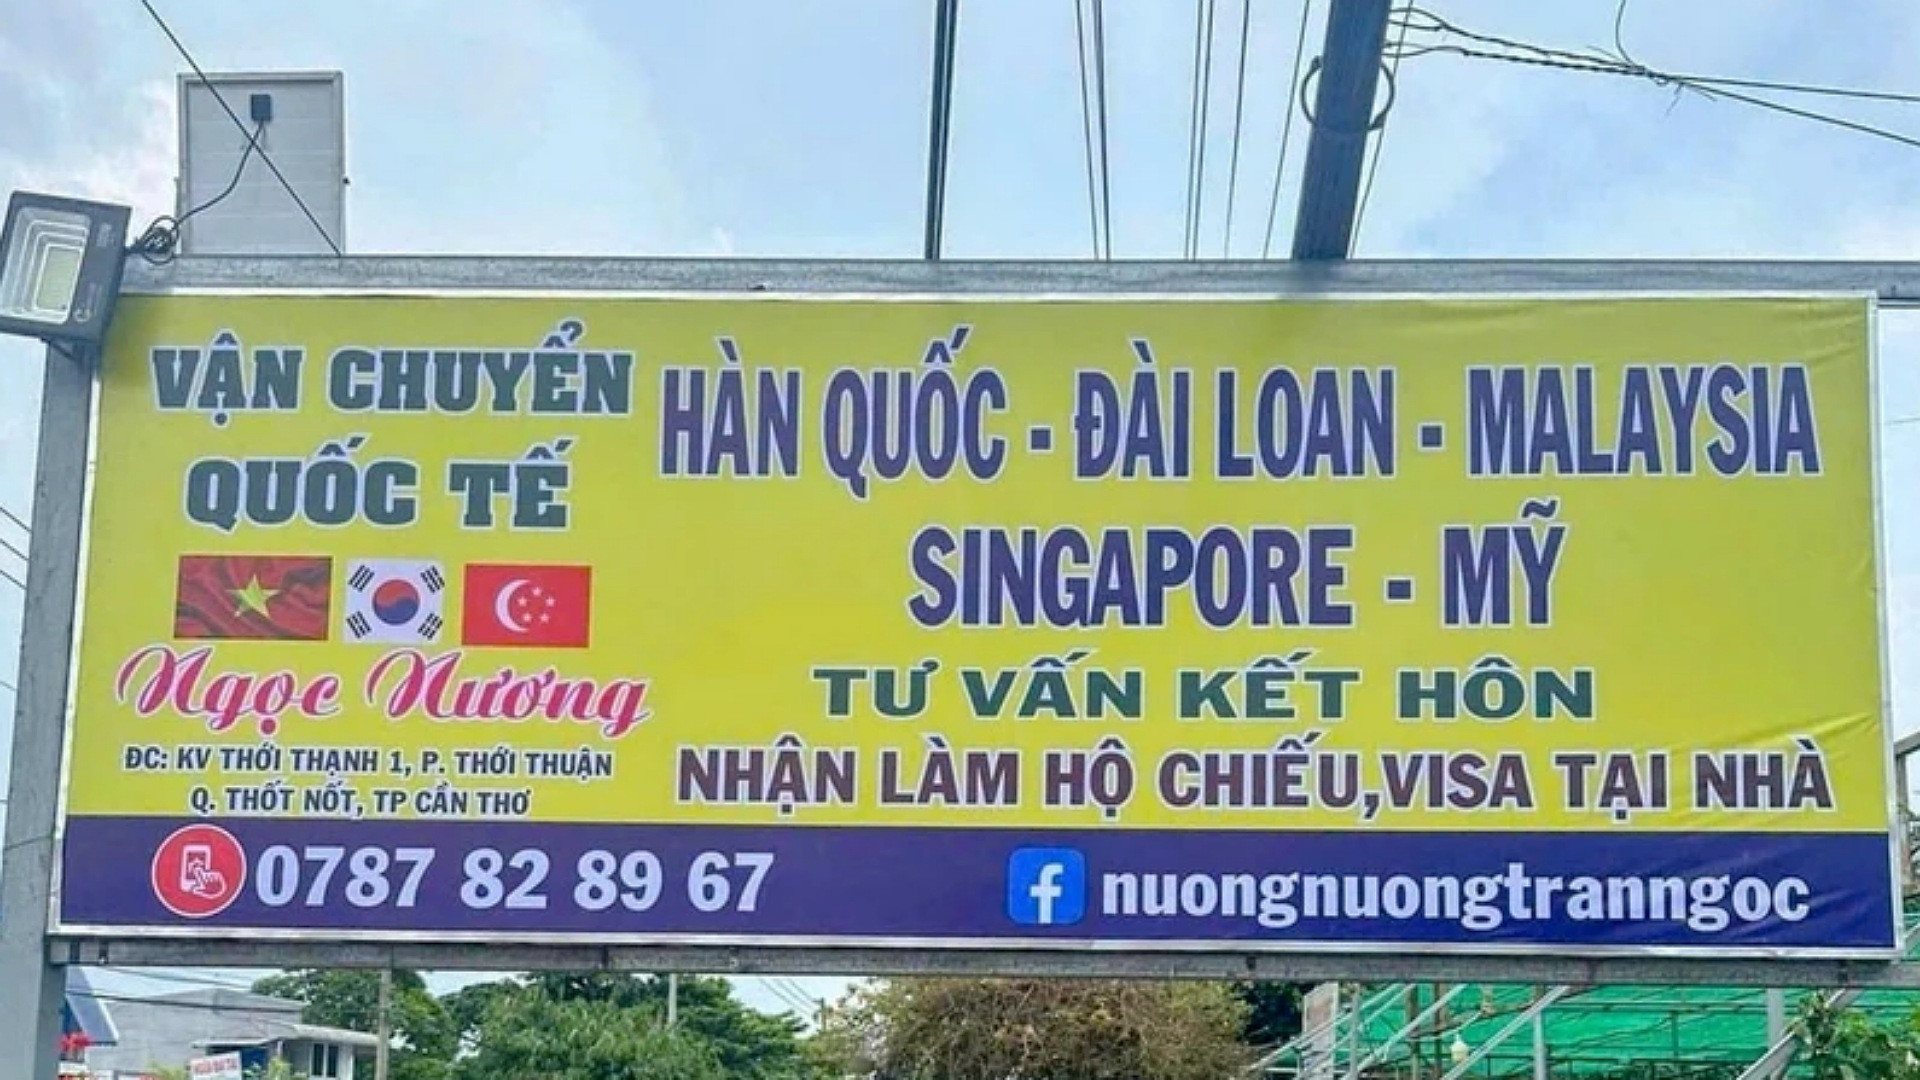 VẬN CHUYỂN
QUỐC TẾ
Ngọc Nương
ĐC: KV THỚI THẠNH 1, P. THỚI THUẬN
Q. THỐT NỐT, TP CẦN THƠ
HÀN QUỐC - ĐÀI LOAN - MALAYSIA
SINGAPORE - MỸ
TƯ VẤN KẾT HÔN
NHẬN LÀM HỘ CHIẾU,VISA TẠI NHÀ
0787 82 89 67
nuongnuongtranngoc